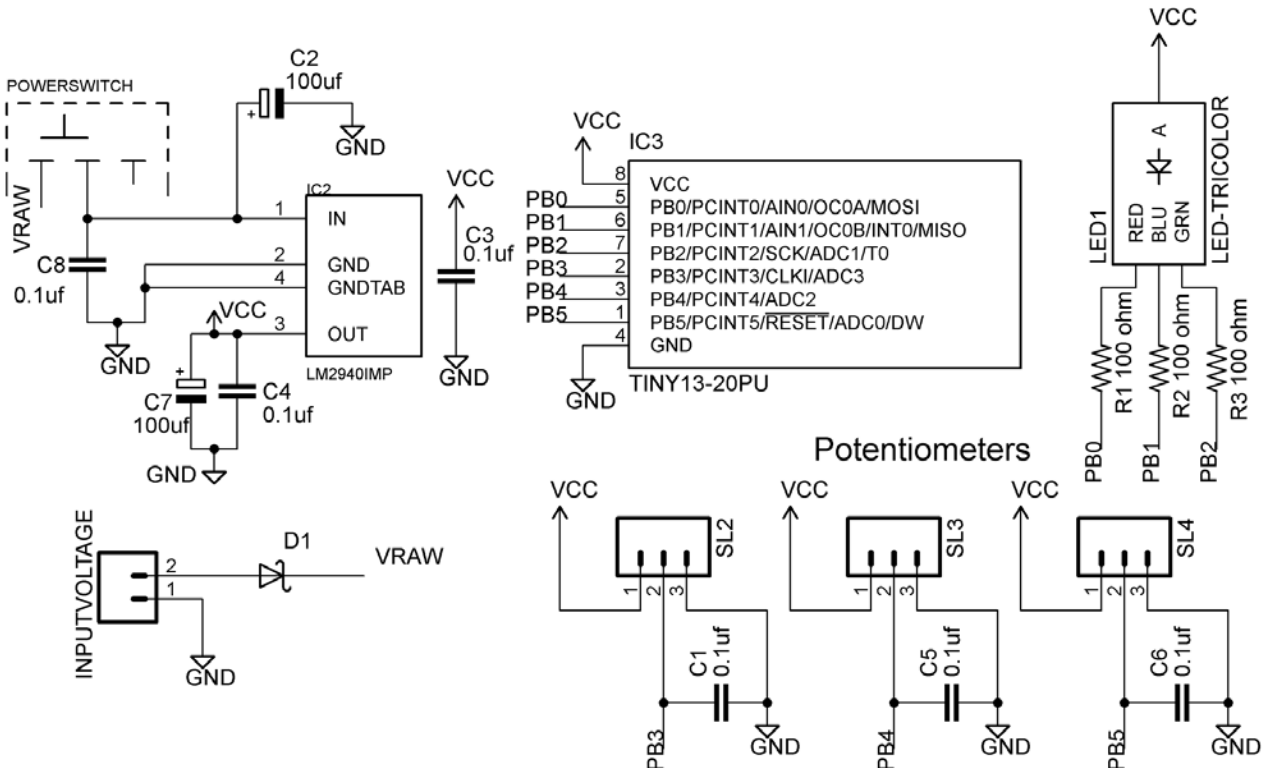 POWERSWITCH
VRAW
C2
100uf
GND
C8
0.1uf
GND
IC2
1
IN
2
GND
4
GNDTAB
3
OUT
LM2940IMP
VCC
C7
100uf
C4
0.1uf
GND
VCC
C3
0.1uf
GND
VCC
IC3
8
VCC
PB0
5
PB0/PCINT0/AIN0/OC0A/MOSI
PB1
6
PB1/PCINT1/AIN1/OC0B/INT0/MISO
PB2
7
PB2/PCINT2/SCK/ADC1/T0
PB3
2
PB3/PCINT3/CLKI/ADC3
PB4
3
PB4/PCINT4/ADC2
PB5
1
PB5/PCINT5/RESET/ADC0/DW
4
GND
GND
TINY13-20PU
VCC
A
LED1
RED
BLU
GRN
LED-TRICOLOR
R1 100 ohm
R2 100 ohm
R3 100 ohm
PB0
PB1
PB2
INPUTVOLTAGE
2
1
D1
VRAW
GND
Potentiometers
VCC
SL2
1
2
3
C1
0.1uf
PB3
GND
VCC
SL3
1
2
3
C5
0.1uf
PB4
GND
VCC
SL4
1
2
3
C6
0.1uf
PB5
GND
+
+